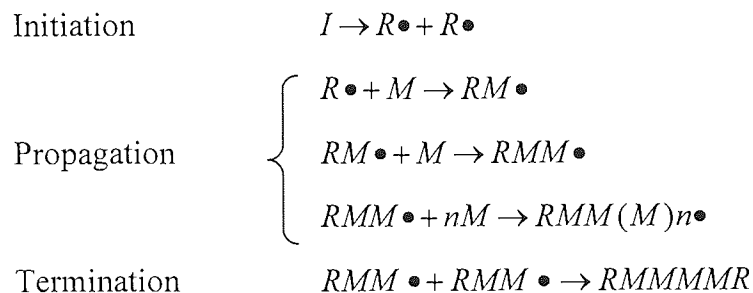 Initiation I → R• + R•
R• + M → RM•
Propagation RM• + M → RMM•
RMM• + nM → RMM(M)n•
Termination RMM • + RMM • → RMMMMR